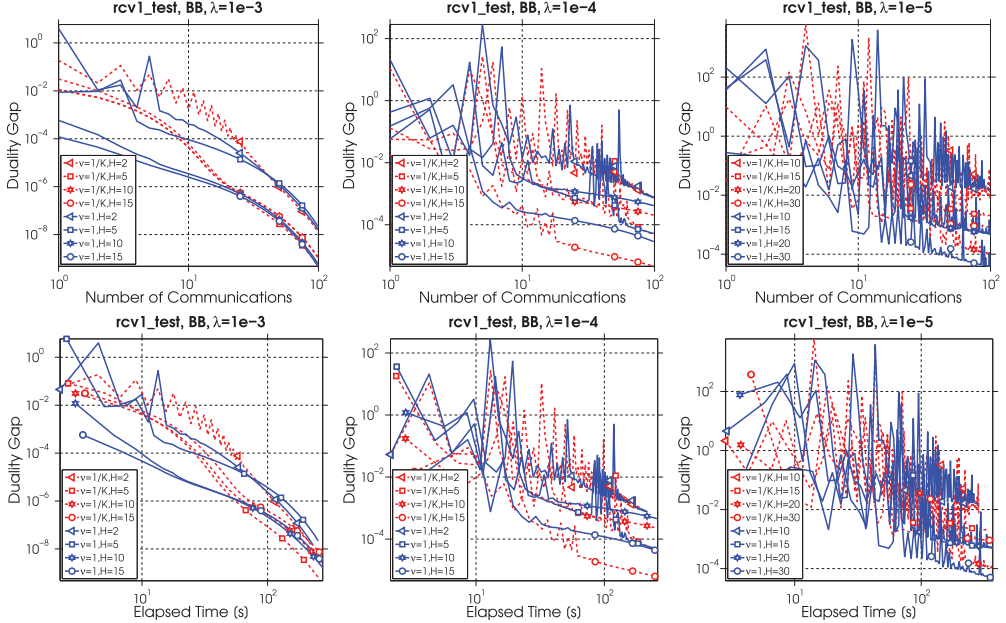 rcv1_test, BB, λ=1e-3
rcv1_test, BB, λ=1e-4
rcv1_test, BB, λ=1e-5
Duality Gap
10^0
10^-2
10^-4
10^-6
10^-8
ν=1/K,H=2
ν=1/K,H=5
ν=1/K,H=10
ν=1/K,H=15
ν=1,H=2
ν=1,H=5
ν=1,H=10
ν=1,H=15
10^0
10^1
10^2
Number of Communications
Duality Gap
10^2
10^0
10^-2
10^-4
ν=1/K,H=2
ν=1/K,H=5
ν=1/K,H=10
ν=1/K,H=15
ν=1,H=2
ν=1,H=5
ν=1,H=10
ν=1,H=15
10^0
10^1
10^2
Number of Communications
Duality Gap
10^2
10^0
10^-2
10^-4
ν=1/K,H=10
ν=1/K,H=15
ν=1/K,H=20
ν=1/K,H=30
ν=1,H=10
ν=1,H=15
ν=1,H=20
ν=1,H=30
10^0
10^1
10^2
Number of Communications
rcv1_test, BB, λ=1e-3
rcv1_test, BB, λ=1e-4
rcv1_test, BB, λ=1e-5
Duality Gap
10^0
10^-2
10^-4
10^-6
10^-8
ν=1/K,H=2
ν=1/K,H=5
ν=1/K,H=10
ν=1/K,H=15
ν=1,H=2
ν=1,H=5
ν=1,H=10
ν=1,H=15
10^1
10^2
Elapsed Time (s)
Duality Gap
10^2
10^0
10^-2
10^-4
ν=1/K,H=2
ν=1/K,H=5
ν=1/K,H=10
ν=1/K,H=15
ν=1,H=2
ν=1,H=5
ν=1,H=10
ν=1,H=15
10^1
10^2
Elapsed Time (s)
Duality Gap
10^2
10^0
10^-2
10^-4
ν=1/K,H=10
ν=1/K,H=15
ν=1/K,H=20
ν=1/K,H=30
ν=1,H=10
ν=1,H=15
ν=1,H=20
ν=1,H=30
10^1
10^2
Elapsed Time (s)